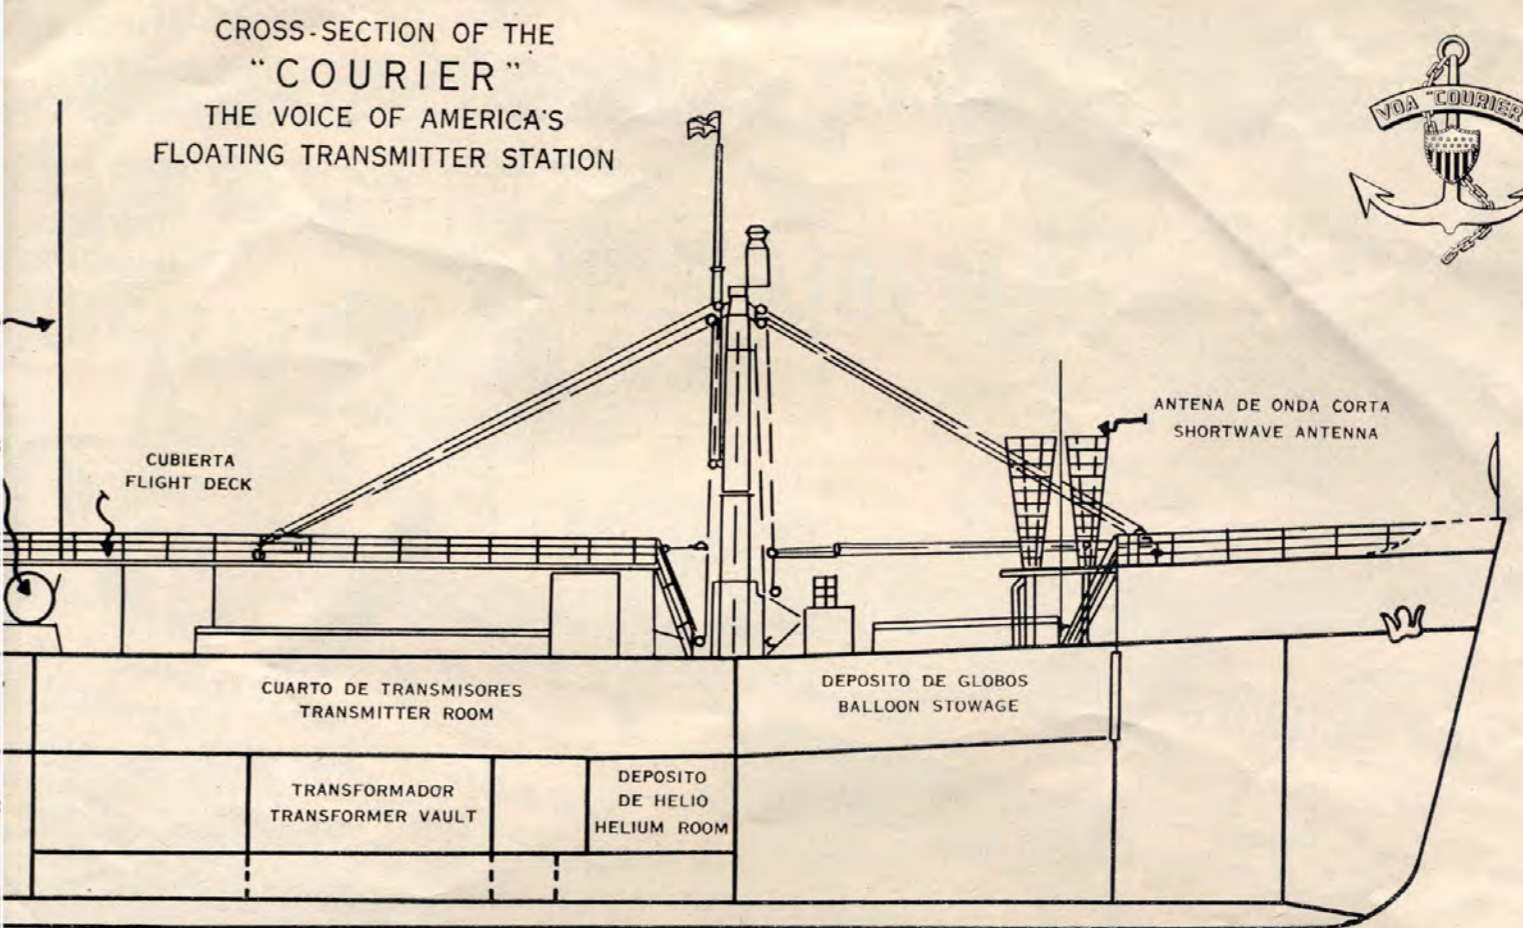 CROSS-SECTION OF THE
"COURIER"
THE VOICE OF AMERICA'S
FLOATING TRANSMITTER STATION
VOA "COURIER
ANTENA DE ONDA CORTA
SHORTWAVE ANTENNA
CUBIERTA
FLIGHT DECK
CUARTO DE TRANSMISORES
TRANSMITTER ROOM
DEPOSITO DE GLOBOS
BALLOON STOWAGE
TRANSFORMADOR
TRANSFORMER VAULT
DEPOSITO
DE HELIO
HELIUM ROOM